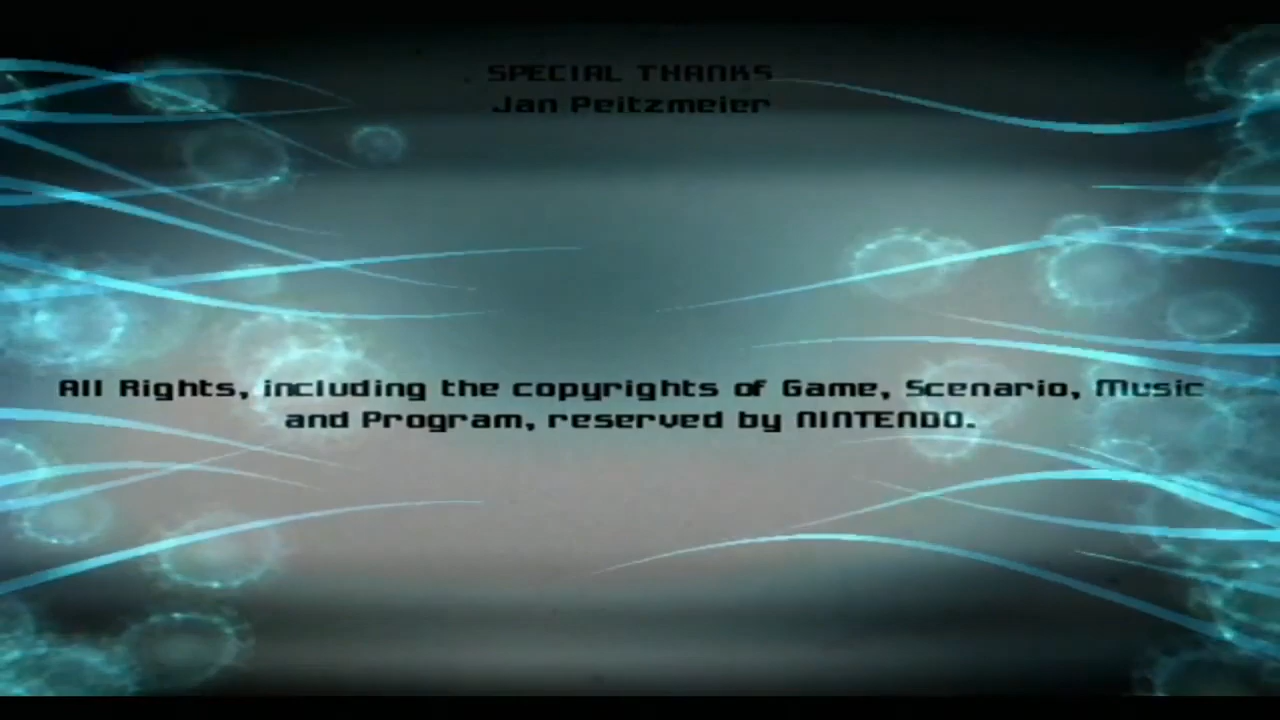 SPECIAL THANKS
Jan Peitzmeier
All Rights, including the copyrights of Game, Scenario, Music
and Program, reserved by NINTENDO.